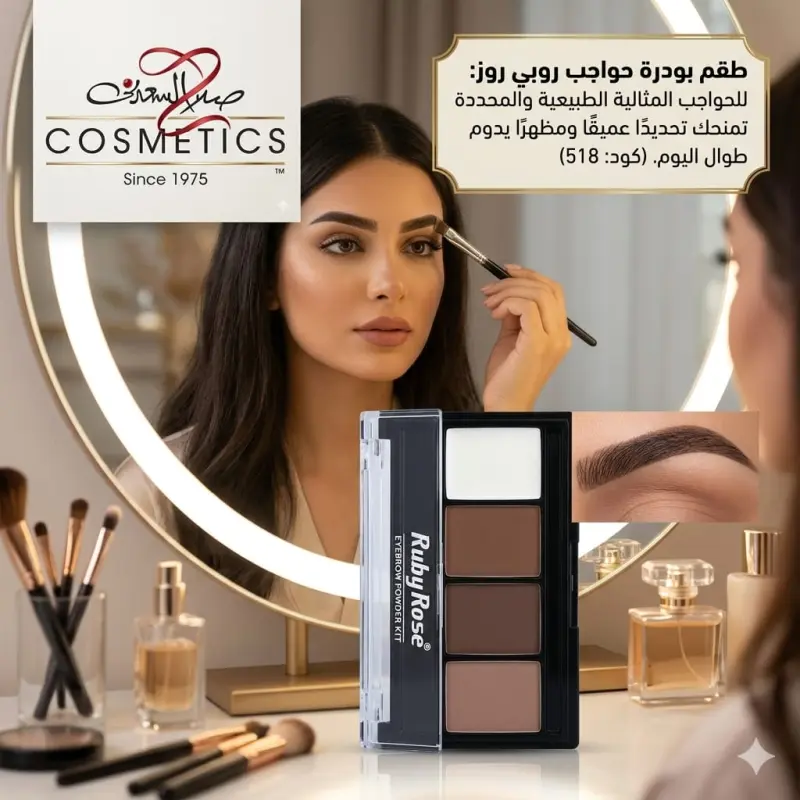 COSMETICS
Since 1975
TM
طقم بودرة حواجب روبي روز:
للحواجب المثالية الطبيعية والمحددة
تمنحك تحديدًا عميقًا ومظهرًا يدوم
طوال اليوم. (كود: 518)
Ruby Rose®
EYEBROW POWDER KIT